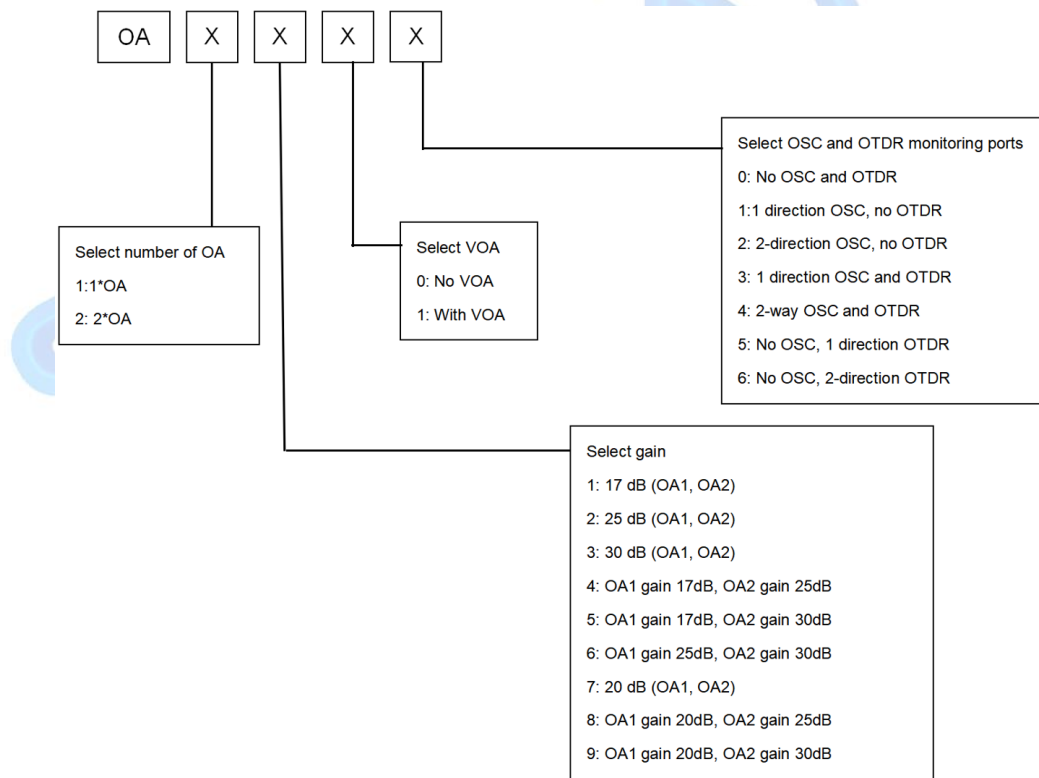 OA X X X X
Select OSC and OTDR monitoring ports
0: No OSC and OTDR
1:1 direction OSC, no OTDR
2: 2-direction OSC, no OTDR
3: 1 direction OSC and OTDR
4: 2-way OSC and OTDR
5: No OSC, 1 direction OTDR
6: No OSC, 2-direction OTDR
Select number of OA
1:1*OA
2: 2*OA
Select VOA
0: No VOA
1: With VOA
Select gain
1: 17 dB (OA1, OA2)
2: 25 dB (OA1, OA2)
3: 30 dB (OA1, OA2)
4: OA1 gain 17dB, OA2 gain 25dB
5: OA1 gain 17dB, OA2 gain 30dB
6: OA1 gain 25dB, OA2 gain 30dB
7: 20 dB (OA1, OA2)
8: OA1 gain 20dB, OA2 gain 25dB
9: OA1 gain 20dB, OA2 gain 30dB